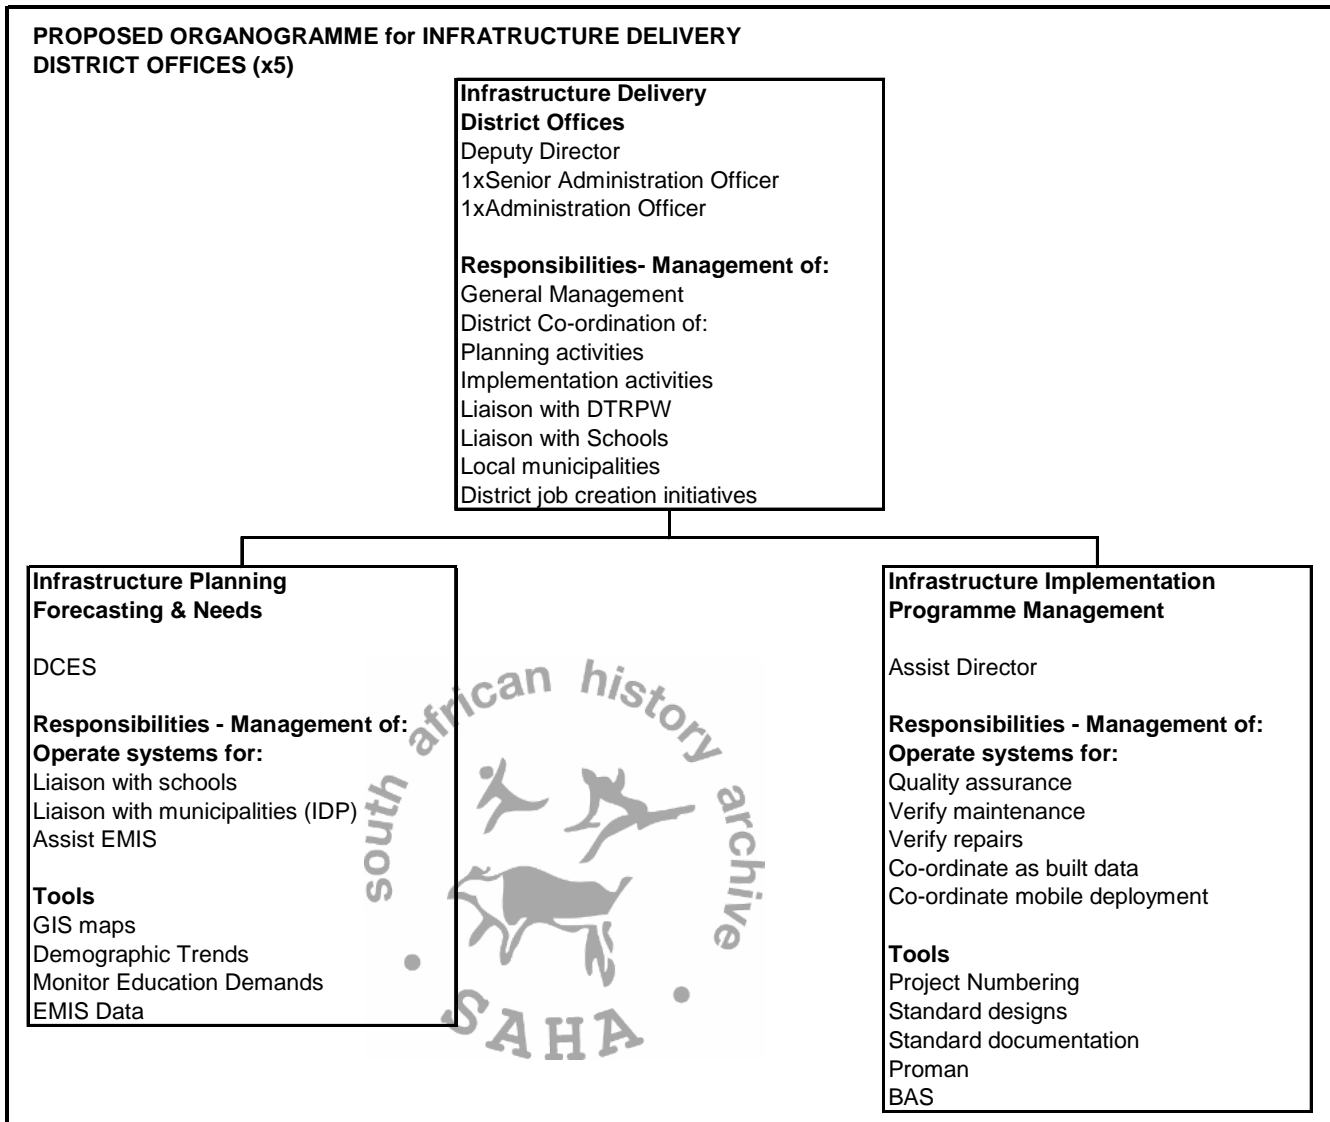 PROPOSED ORGANOGRAMME for INFRATRUCTURE DELIVERY
DISTRICT OFFICES (x5)
Infrastructure Delivery
District Offices
Deputy Director
1xSenior Administration Officer
1xAdministration Officer
Responsibilities- Management of:
General Management
District Co-ordination of:
Planning activities
Implementation activities
Liaison with DTRPW
Liaison with Schools
Local municipalities
District job creation initiatives
Infrastructure Planning
Forecasting & Needs
DCES
Responsibilities - Management of:
Operate systems for:
Liaison with schools
Liaison with municipalities (IDP)
Assist EMIS
Tools
GIS maps
Demographic Trends
Monitor Education Demands
EMIS Data
Infrastructure Implementation
Programme Management
Assist Director
Responsibilities - Management of:
Operate systems for:
Quality assurance
Verify maintenance
Verify repairs
Co-ordinate as built data
Co-ordinate mobile deployment
Tools
Project Numbering
Standard designs
Standard documentation
Proman
BAS
south african history archive
• SAHA •